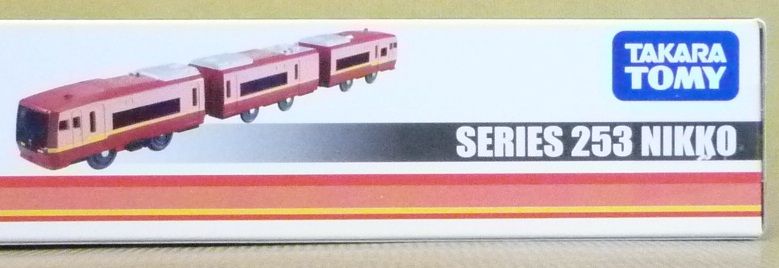 TAKARA
TOMY
SERIES 253 NIKKO